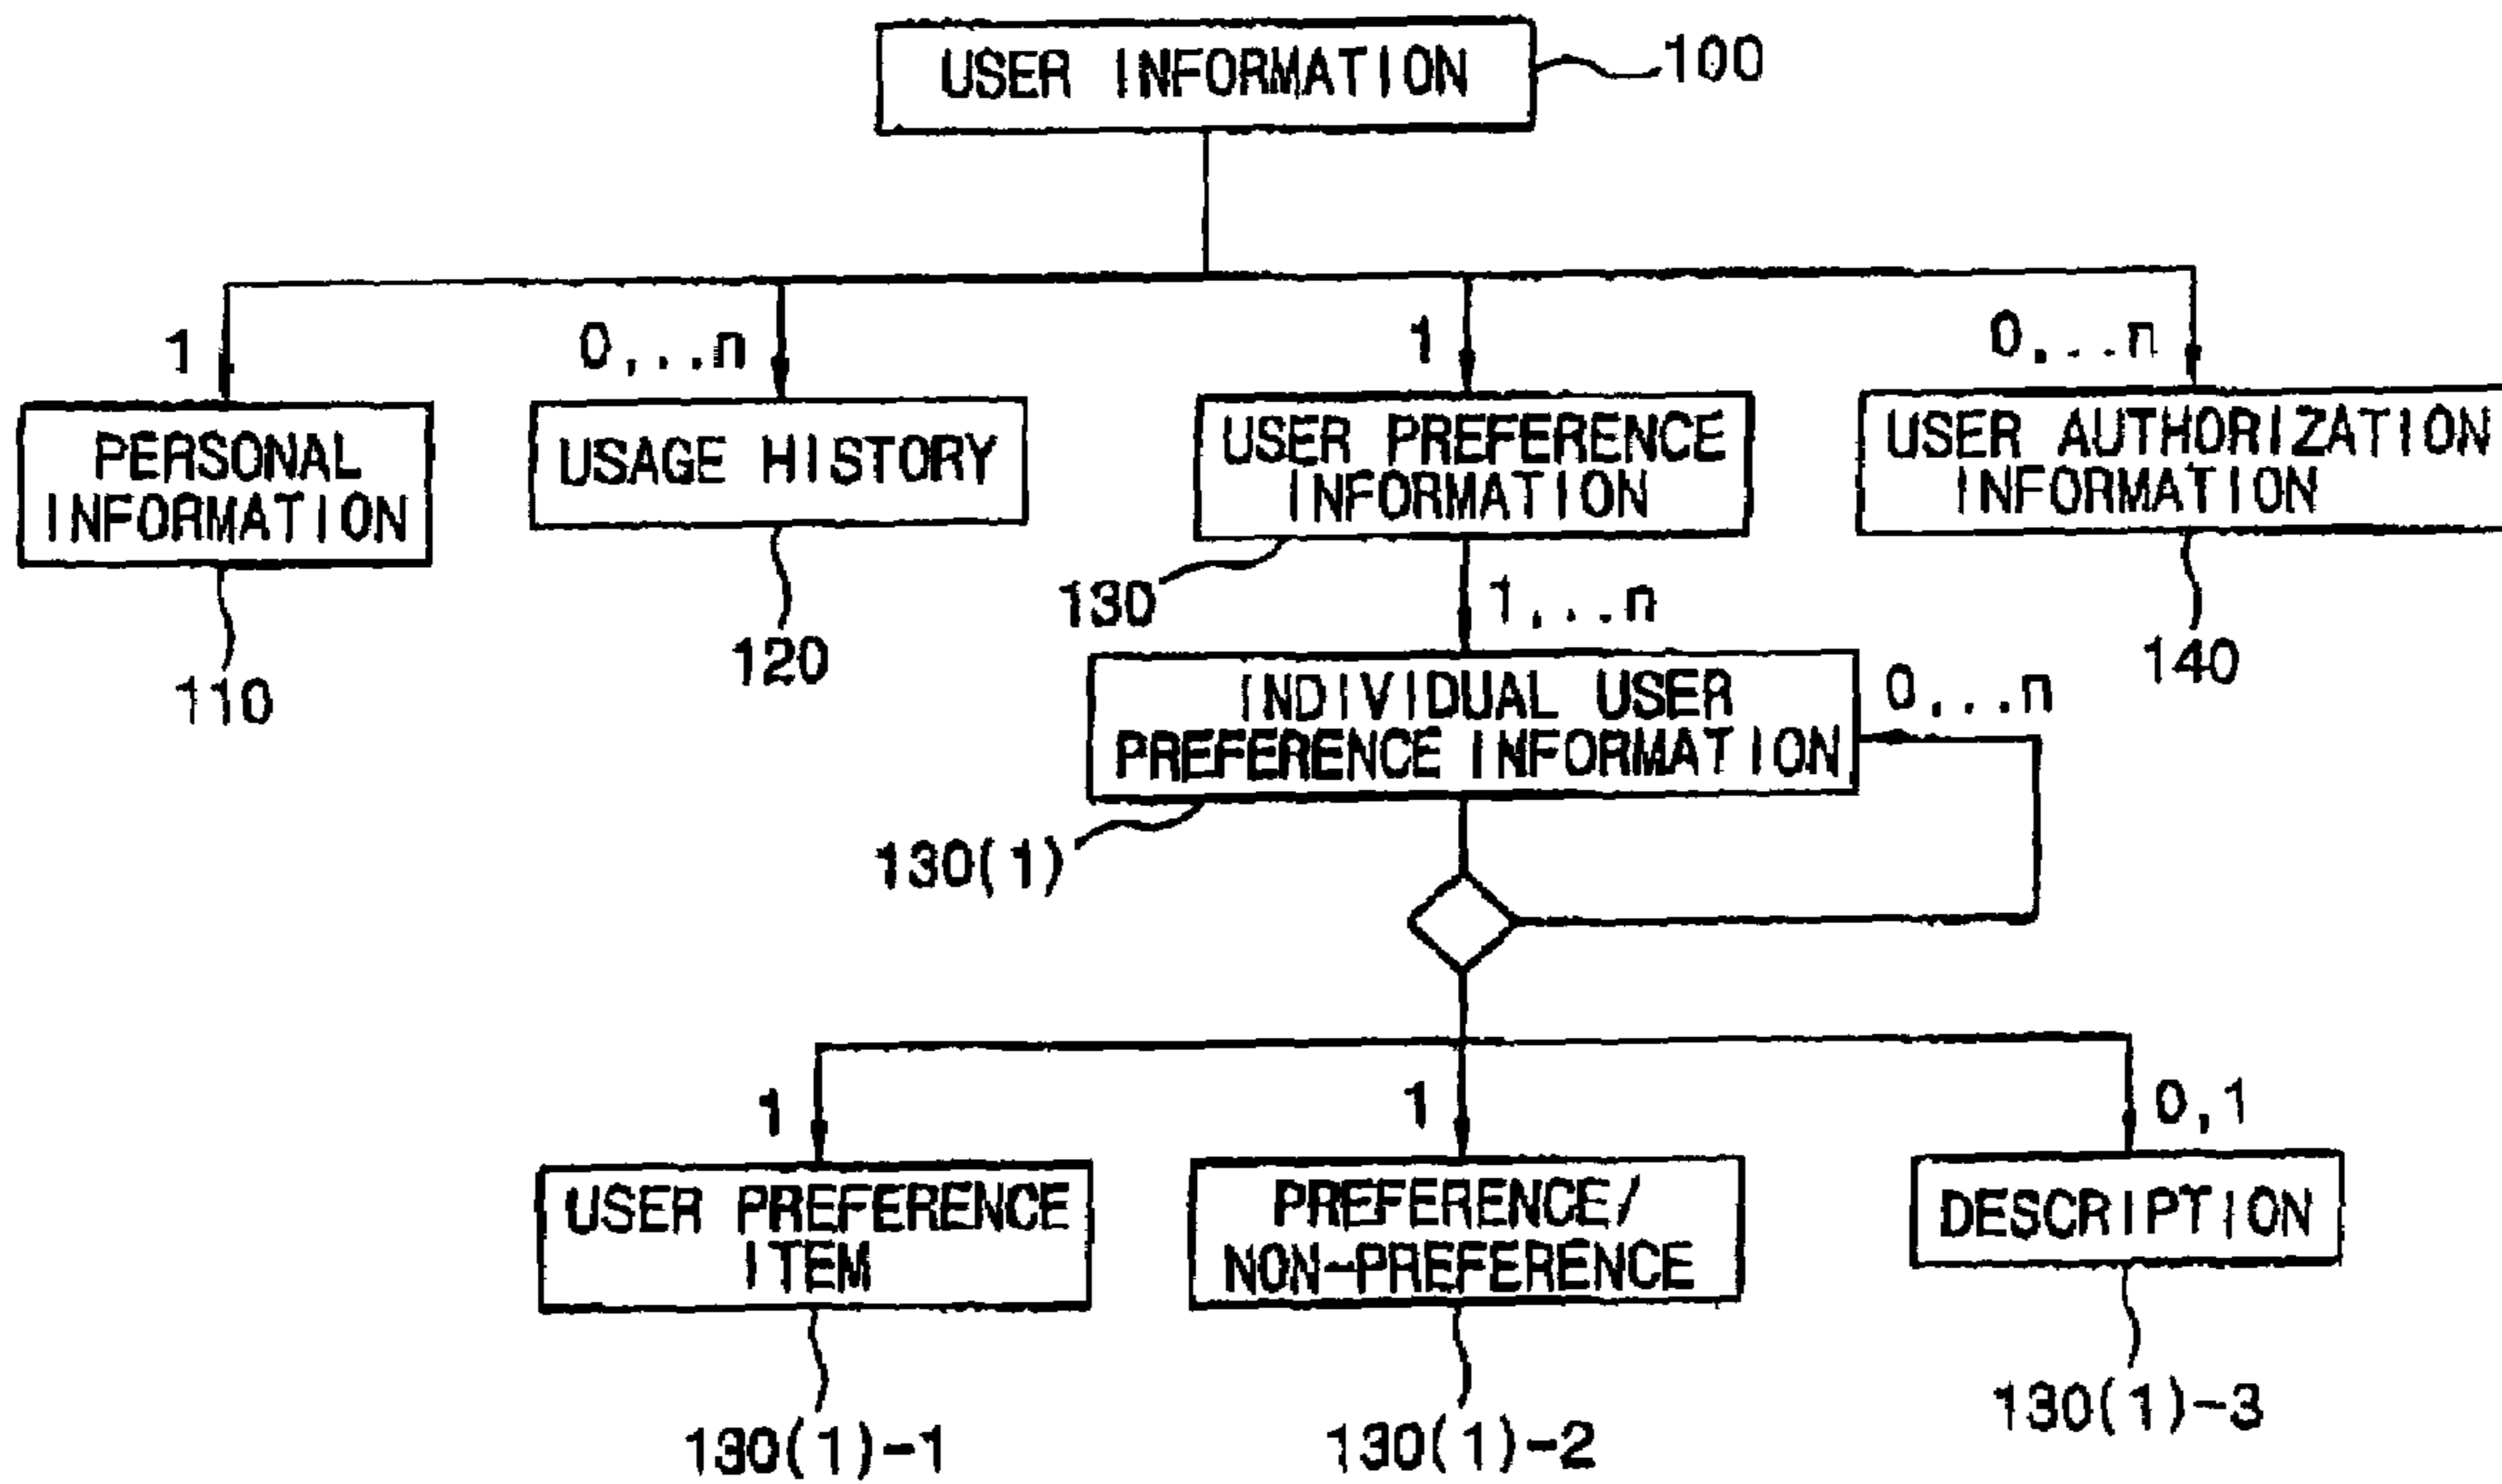 USER INFORMATION
100
1
0,..n
1
0,...n
PERSONAL
INFORMATION
USAGE HISTORY
USER PREFERENCE
INFORMATION
USER AUTHORIZATION
INFORMATION
110
120
130
140
1,...n
INDIVIDUAL USER
PREFERENCE INFORMATION
0,...n
130(1)
1
1
0,1
USER PREFERENCE
ITEM
PREFERENCE/
NON-PREFERENCE
DESCRIPTION
130(1)-1
130(1)-2
130(1)-3